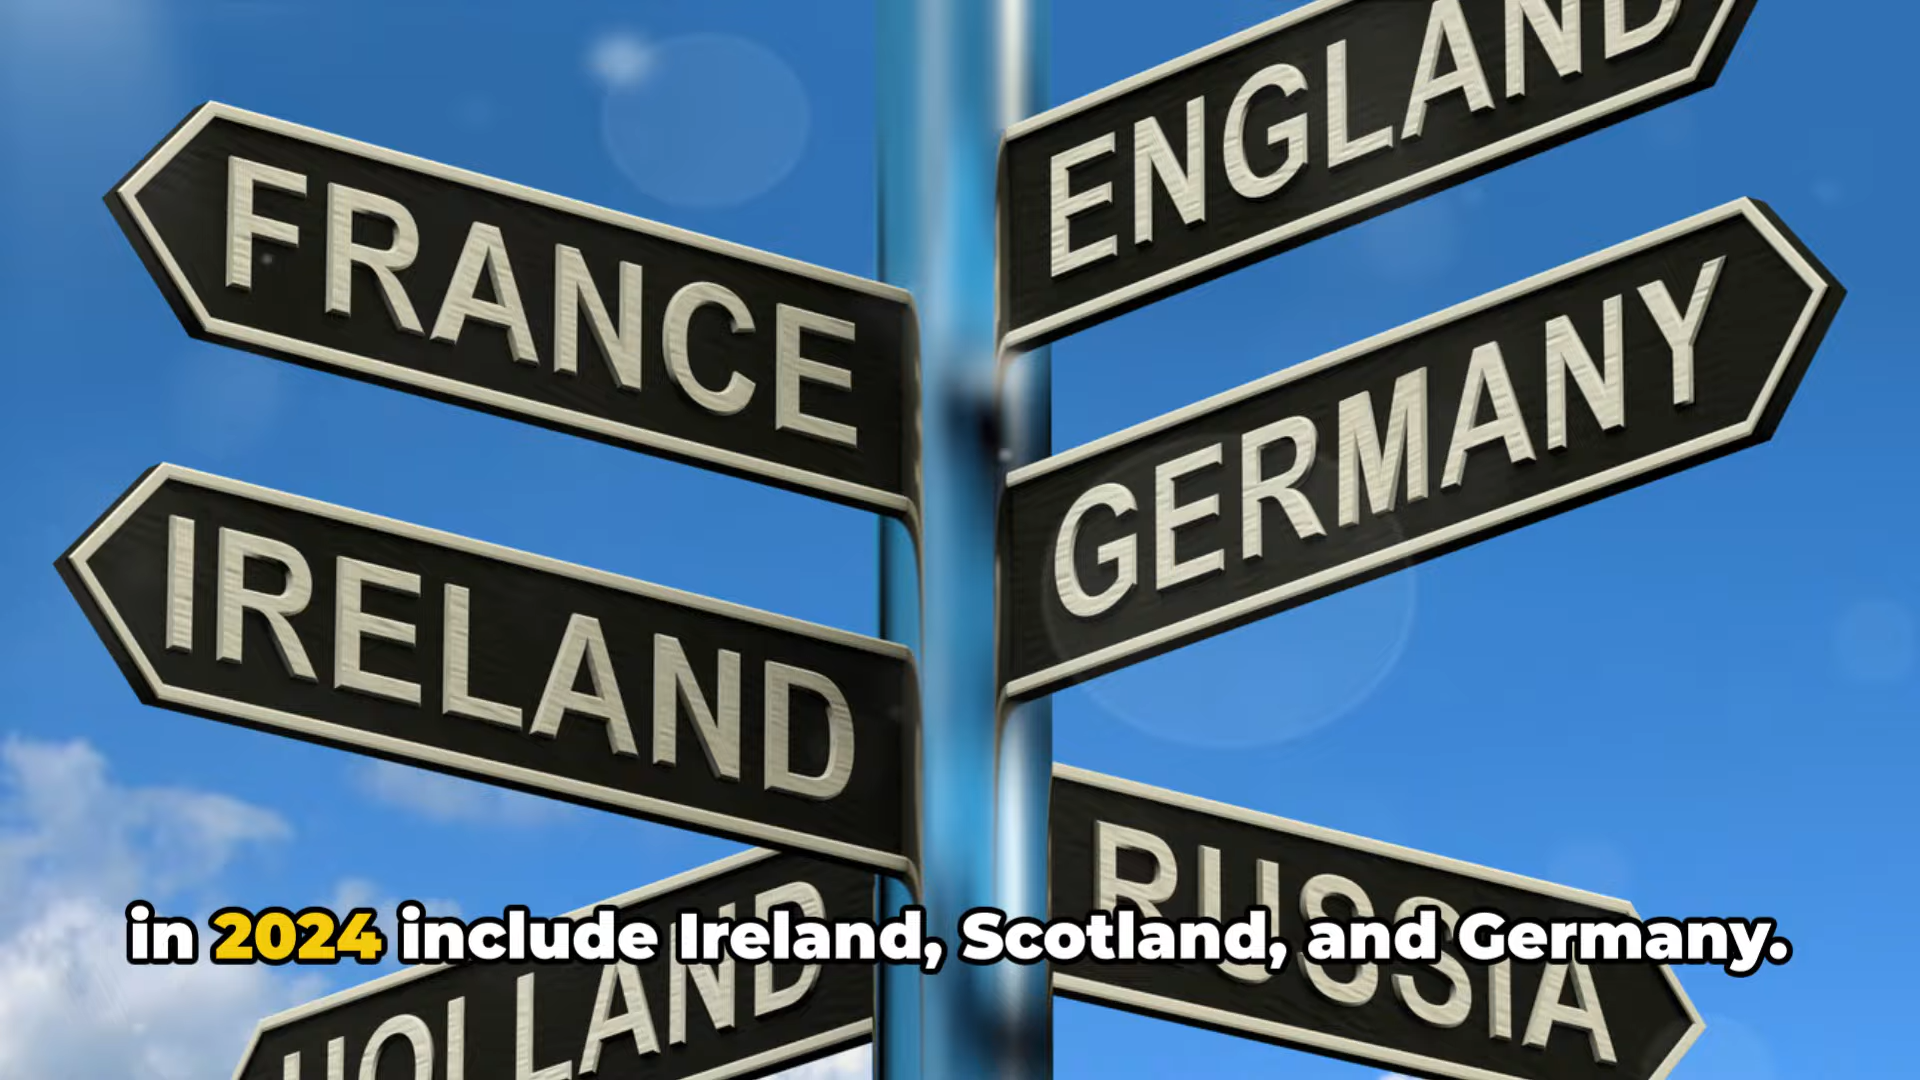 ENGLAND
FRANCE
GERMANY
IRELAND
RUSSIA
HOLLAND
in 2024 include Ireland, Scotland, and Germany.